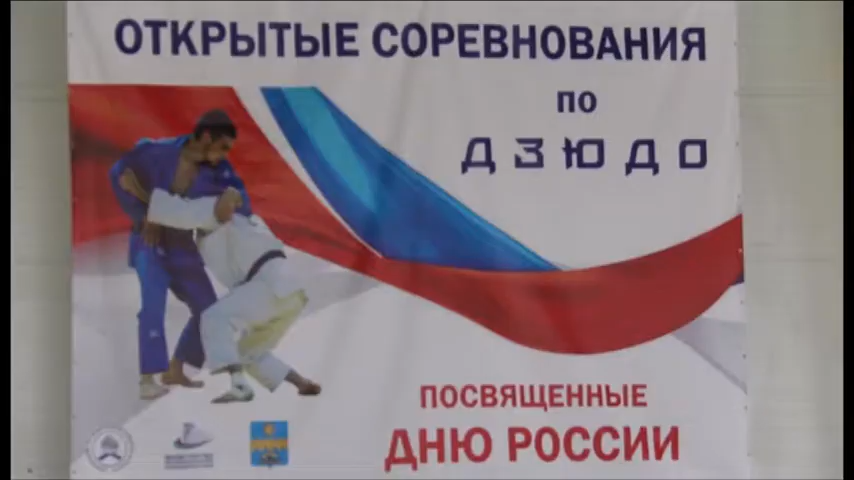 ОТКРЫТЫЕ СОРЕВНОВАНИЯ
ПО
ДЗЮДО
ПОСВЯЩЕННЫЕ
ДНЮ РОССИИ